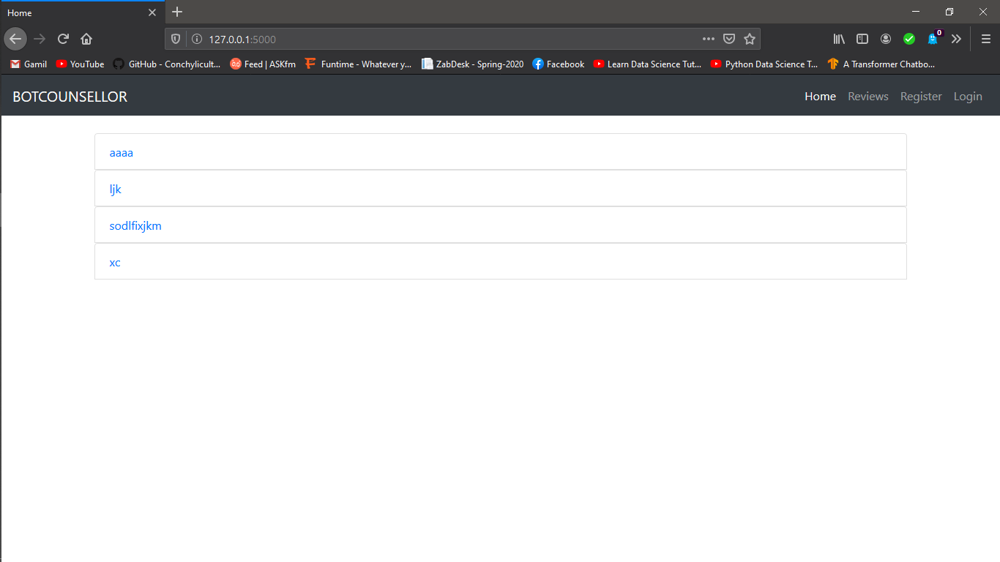 Home
127.0.0.1:5000
0
Gamil YouTube GitHub - Conchylicult... Feed | ASKfm Funtime - Whatever y... ZabDesk - Spring-2020 Facebook Learn Data Science Tut... Python Data Science T... A Transformer Chatbo...
BOTCOUNSELLOR Home Reviews Register Login
aaaa
ljk
sodlfixjkm
xc